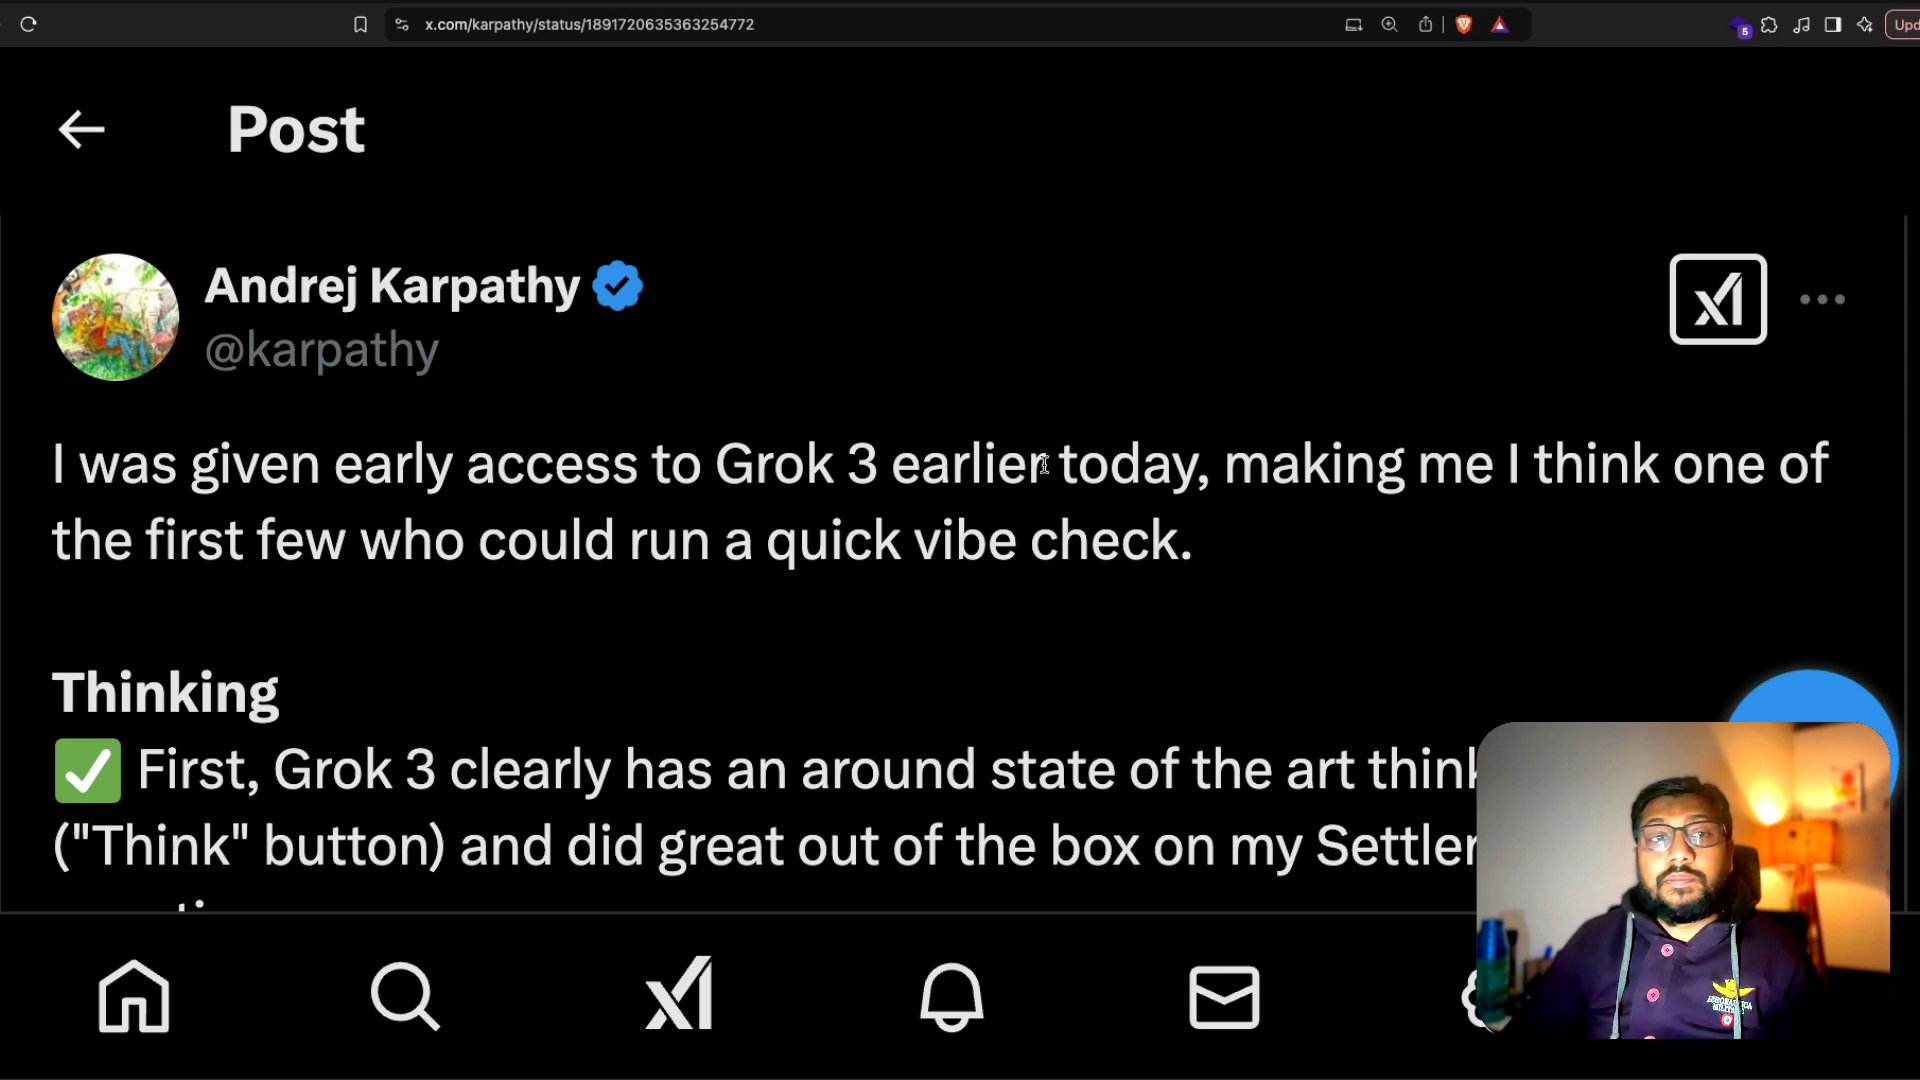 x.com/karpathy/status/1891720635363254772
5
Upd
Post
Andrej Karpathy
@karpathy
I was given early access to Grok 3 earlier today, making me I think one of
the first few who could run a quick vibe check.
Thinking
✅ First, Grok 3 clearly has an around state of the art think
("Think" button) and did great out of the box on my Settler